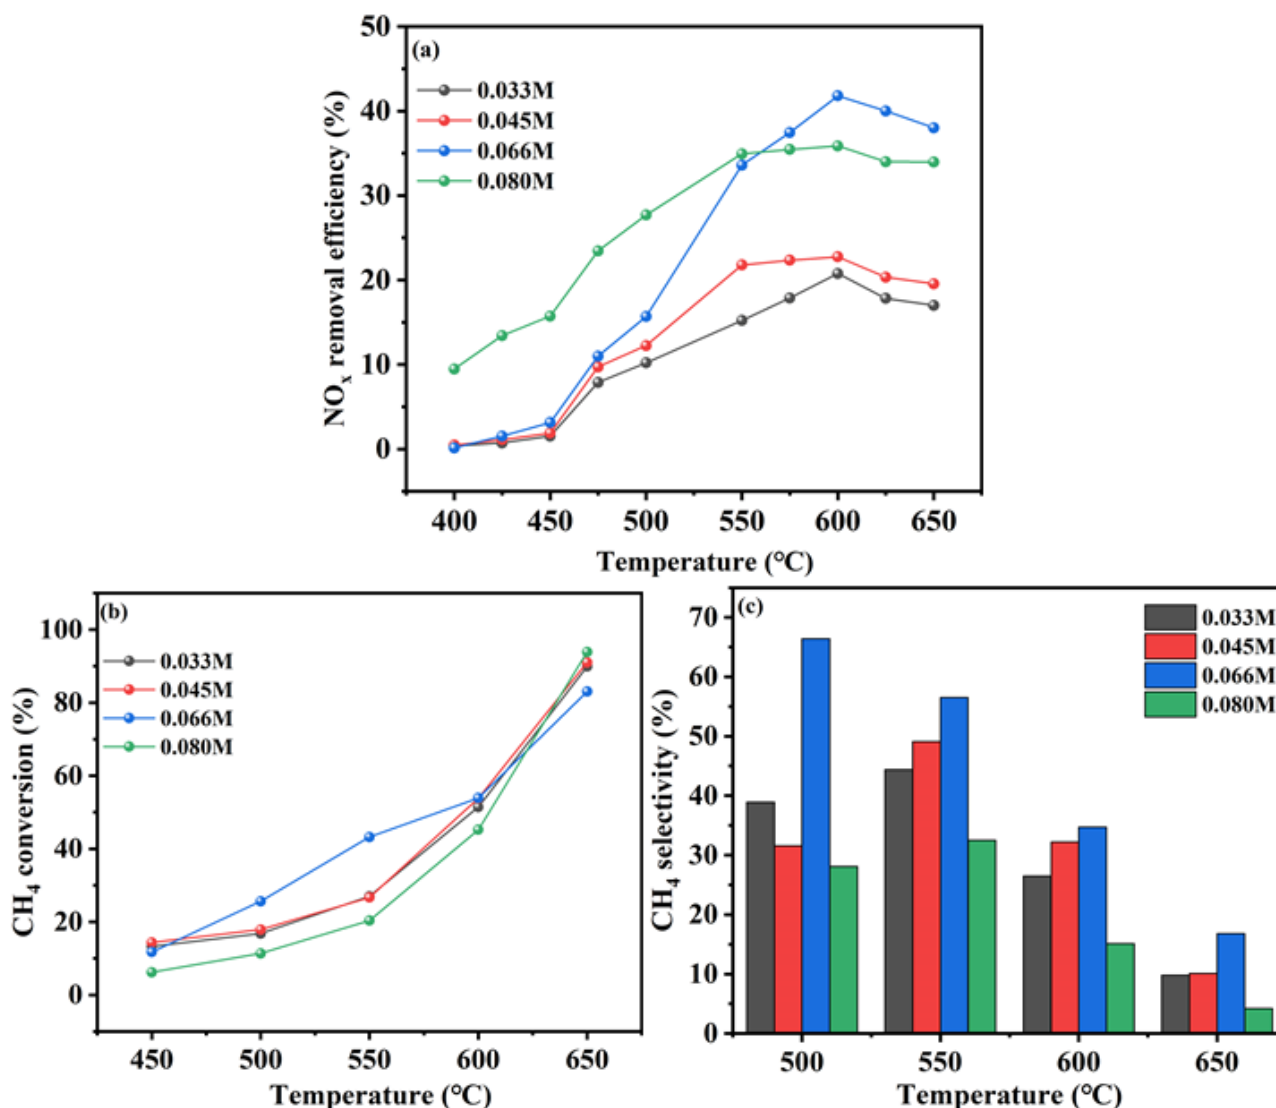 (a)
0.033M
0.045M
0.066M
0.080M
NOx removal efficiency (%)
50
40
30
20
10
0
400 450 500 550 600 650
Temperature (°C)
(b)
0.033M
0.045M
0.066M
0.080M
CH4 conversion (%)
100
80
60
40
20
0
450 500 550 600 650
Temperature (°C)
(c)
0.033M
0.045M
0.066M
0.080M
CH4 selectivity (%)
70
60
50
40
30
20
10
0
500 550 600 650
Temperature (°C)